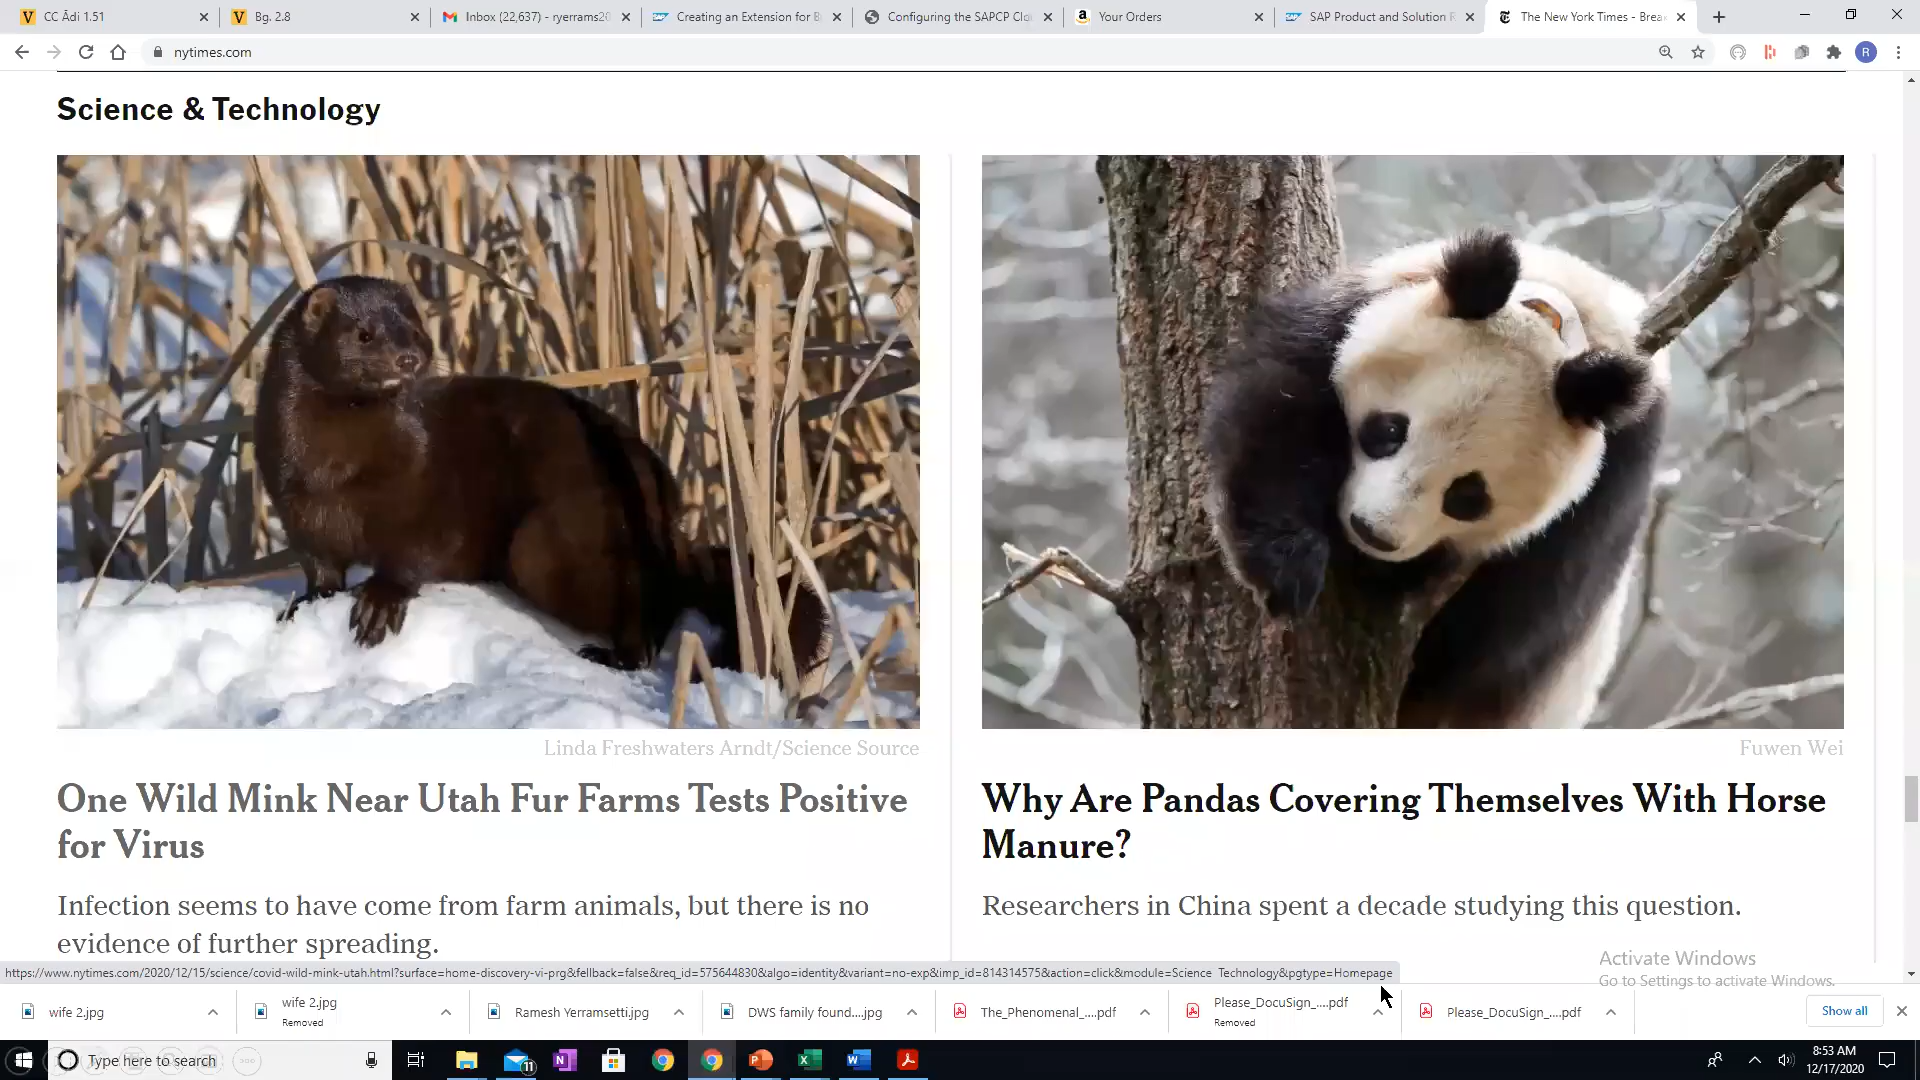 CC Ādi 1.51
Bg. 2.8
Inbox (22,637) - ryerrams20
Creating an Extension for B
Configuring the SAPCP Clo
Your Orders
SAP Product and Solution R
The New York Times - Brea
nytimes.com
Science & Technology
Linda Freshwaters Arndt/Science Source
Fuwen Wei
One Wild Mink Near Utah Fur Farms Tests Positive
for Virus
Why Are Pandas Covering Themselves With Horse
Manure?
Infection seems to have come from farm animals, but there is no
evidence of further spreading.
Researchers in China spent a decade studying this question.
Activate Windows
Go to Settings to activate Windows.
https://www.nytimes.com/2020/12/15/science/covid-wild-mink-utah.html?surface=home-discovery-vi-prg&fellback=false&req_id=575644830&algo=identity&variant=no-exp&imp_id=814314575&action=click&module=Science Technology&pgtype=Homepage
wife 2.jpg
wife 2.jpg
Removed
Ramesh Yerramsetti.jpg
DWS family found....jpg
The_Phenomenal_....pdf
Please_DocuSign_....pdf
Removed
Please_DocuSign_....pdf
Show all
Type here to search
11
8:53 AM
12/17/2020